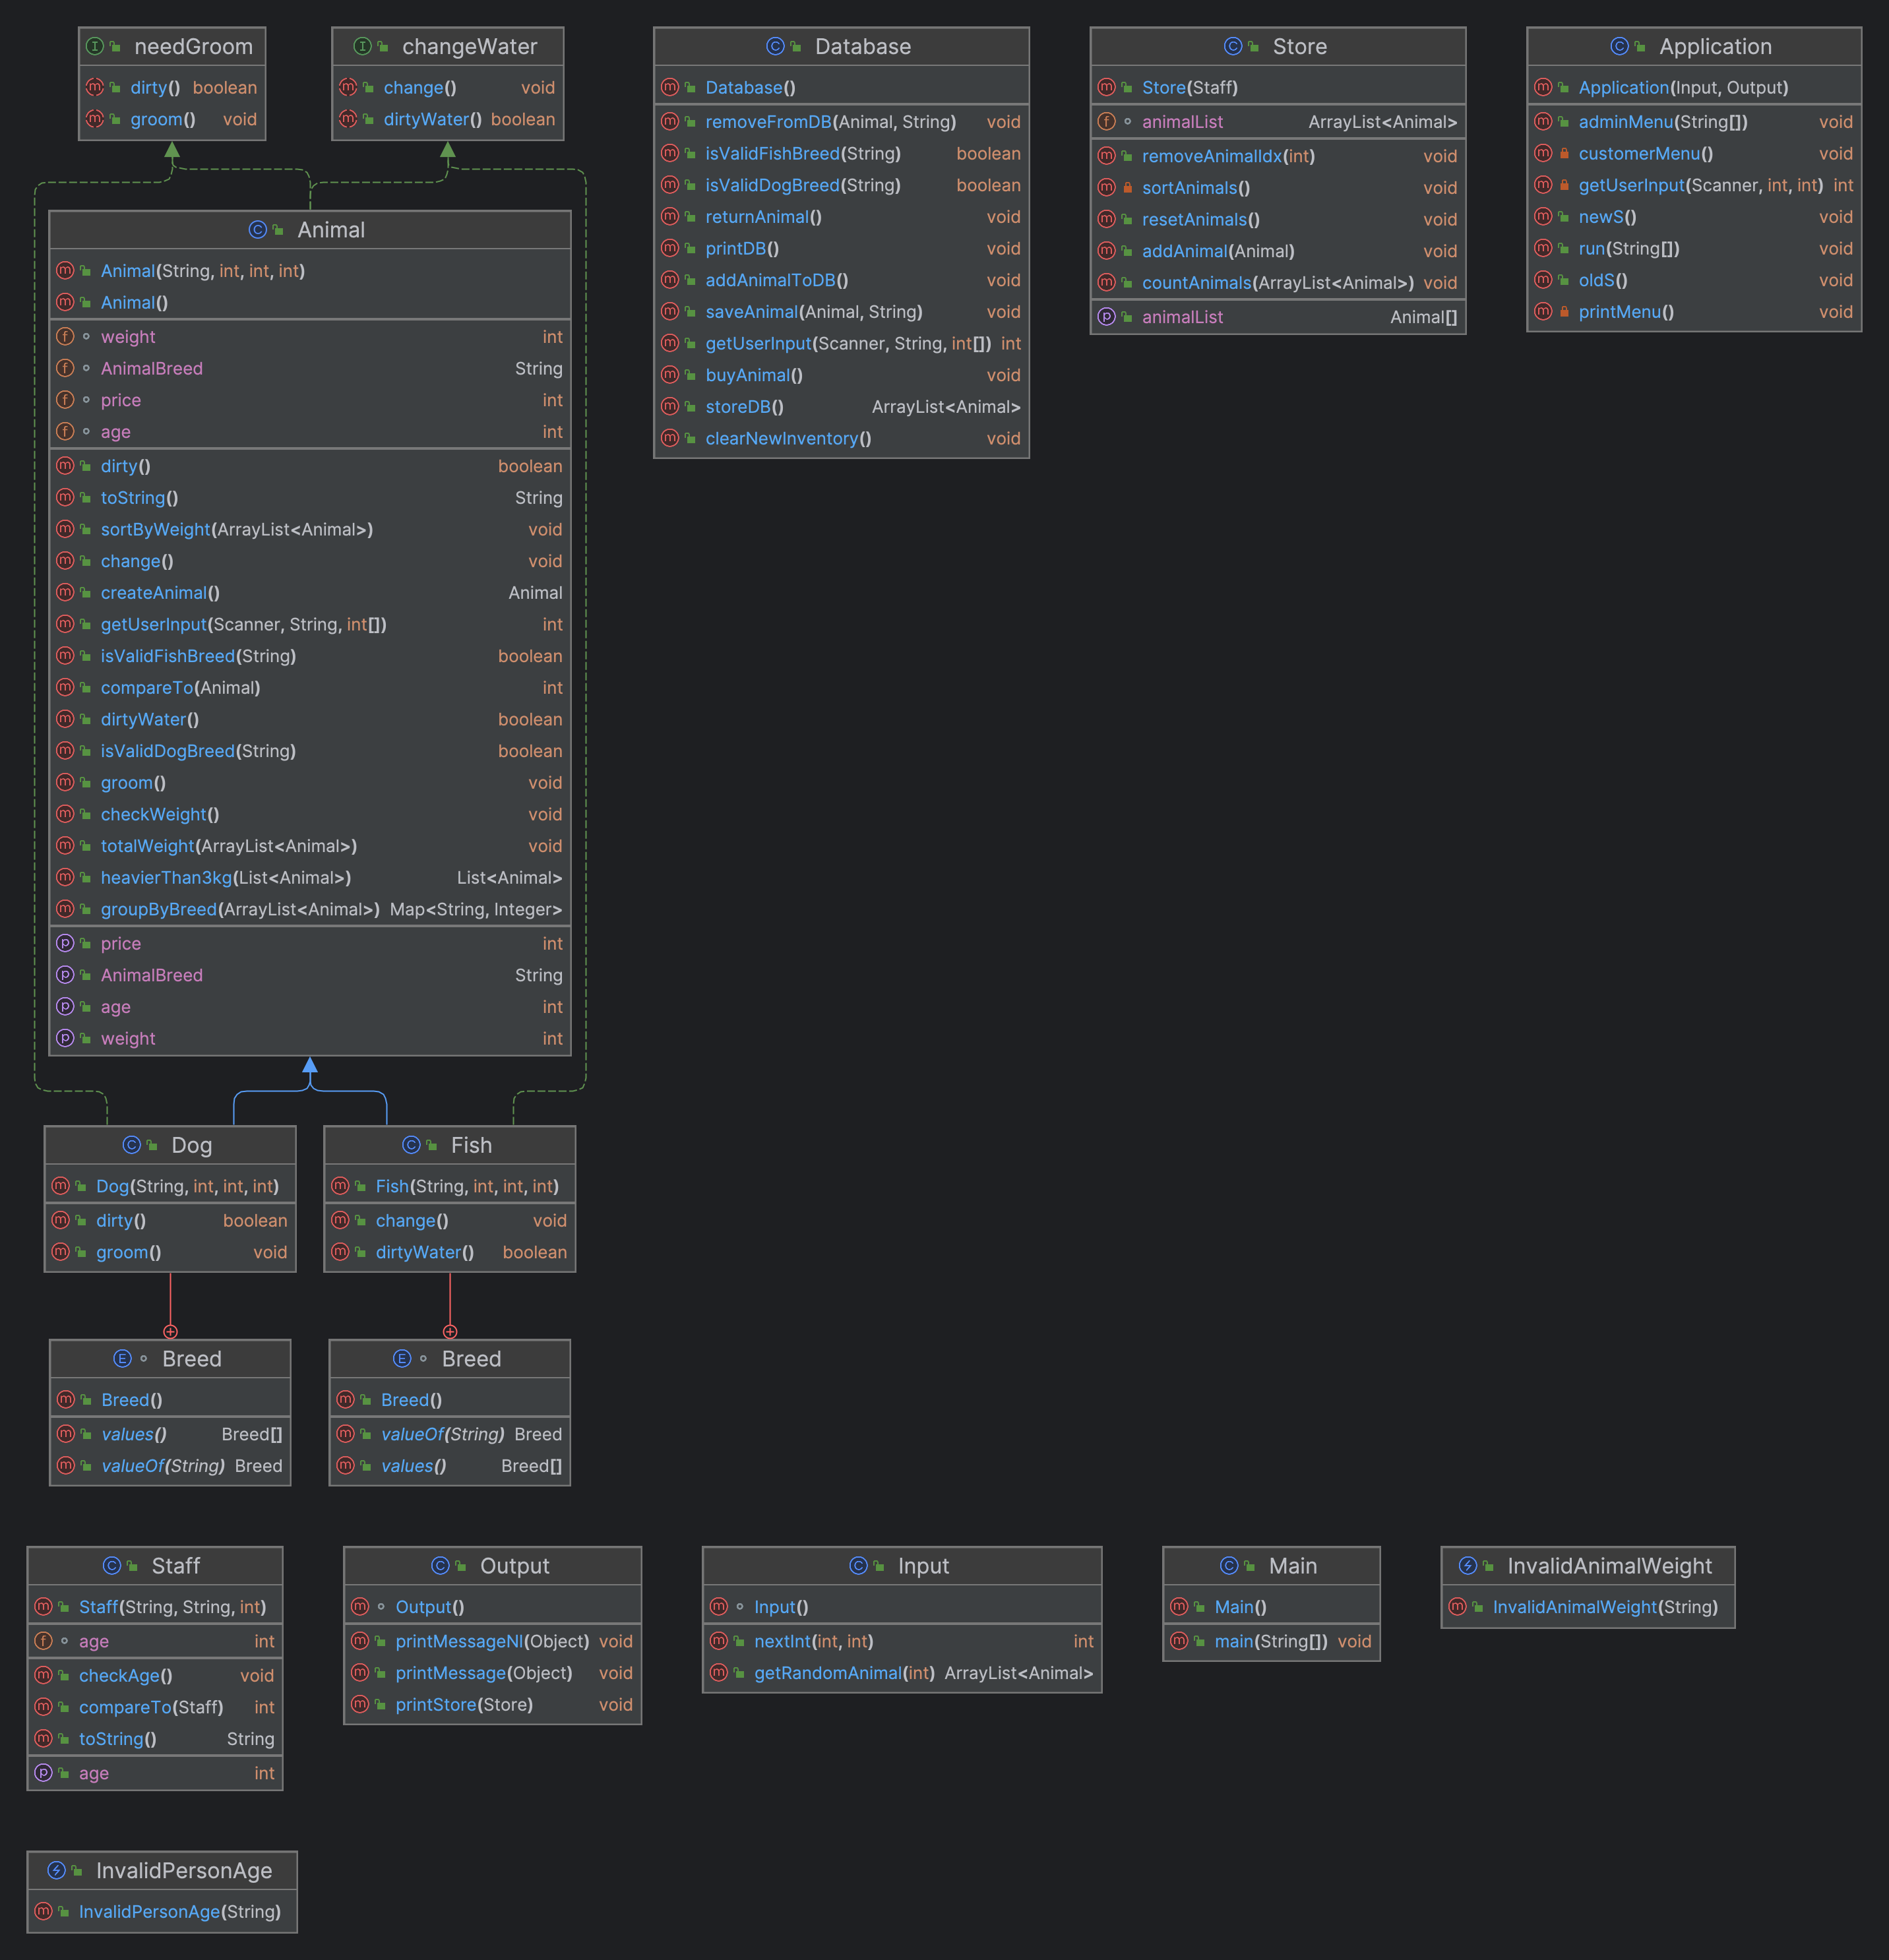 needGroom
dirty() boolean
groom() void
changeWater
change() void
dirtyWater() boolean
Database
Database()
removeFromDB(Animal, String) void
isValidFishBreed(String) boolean
isValidDogBreed(String) boolean
returnAnimal() void
printDB() void
addAnimalToDB() void
saveAnimal(Animal, String) void
getUserInput(Scanner, String, int[]) int
buyAnimal() void
storeDB() ArrayList<Animal>
clearNewInventory() void
Store
Store(Staff)
animalList ArrayList<Animal>
removeAnimalIdx(int) void
sortAnimals() void
resetAnimals() void
addAnimal(Animal) void
countAnimals(ArrayList<Animal>) void
animalList Animal[]
Application
Application(Input, Output)
adminMenu(String[]) void
customerMenu() void
getUserInput(Scanner, int, int) int
newS() void
run(String[]) void
oldS() void
printMenu() void
Animal
Animal(String, int, int, int)
Animal()
weight int
AnimalBreed String
price int
age int
dirty() boolean
toString() String
sortByWeight(ArrayList<Animal>) void
change() void
createAnimal() Animal
getUserInput(Scanner, String, int[]) int
isValidFishBreed(String) boolean
compareTo(Animal) int
dirtyWater() boolean
isValidDogBreed(String) boolean
groom() void
checkWeight() void
totalWeight(ArrayList<Animal>) void
heavierThan3kg(List<Animal>) List<Animal>
groupByBreed(ArrayList<Animal>) Map<String, Integer>
price int
AnimalBreed String
age int
weight int
Dog
Dog(String, int, int, int)
dirty() boolean
groom() void
Fish
Fish(String, int, int, int)
change() void
dirtyWater() boolean
Breed
Breed()
values() Breed[]
valueOf(String) Breed
Breed
Breed()
valueOf(String) Breed
values() Breed[]
Staff
Staff(String, String, int)
age int
checkAge() void
compareTo(Staff) int
toString() String
age int
Output
Output()
printMessageNl(Object) void
printMessage(Object) void
printStore(Store) void
Input
Input()
nextInt(int, int) int
getRandomAnimal(int) ArrayList<Animal>
Main
Main()
main(String[]) void
InvalidAnimalWeight
InvalidAnimalWeight(String)
InvalidPersonAge
InvalidPersonAge(String)